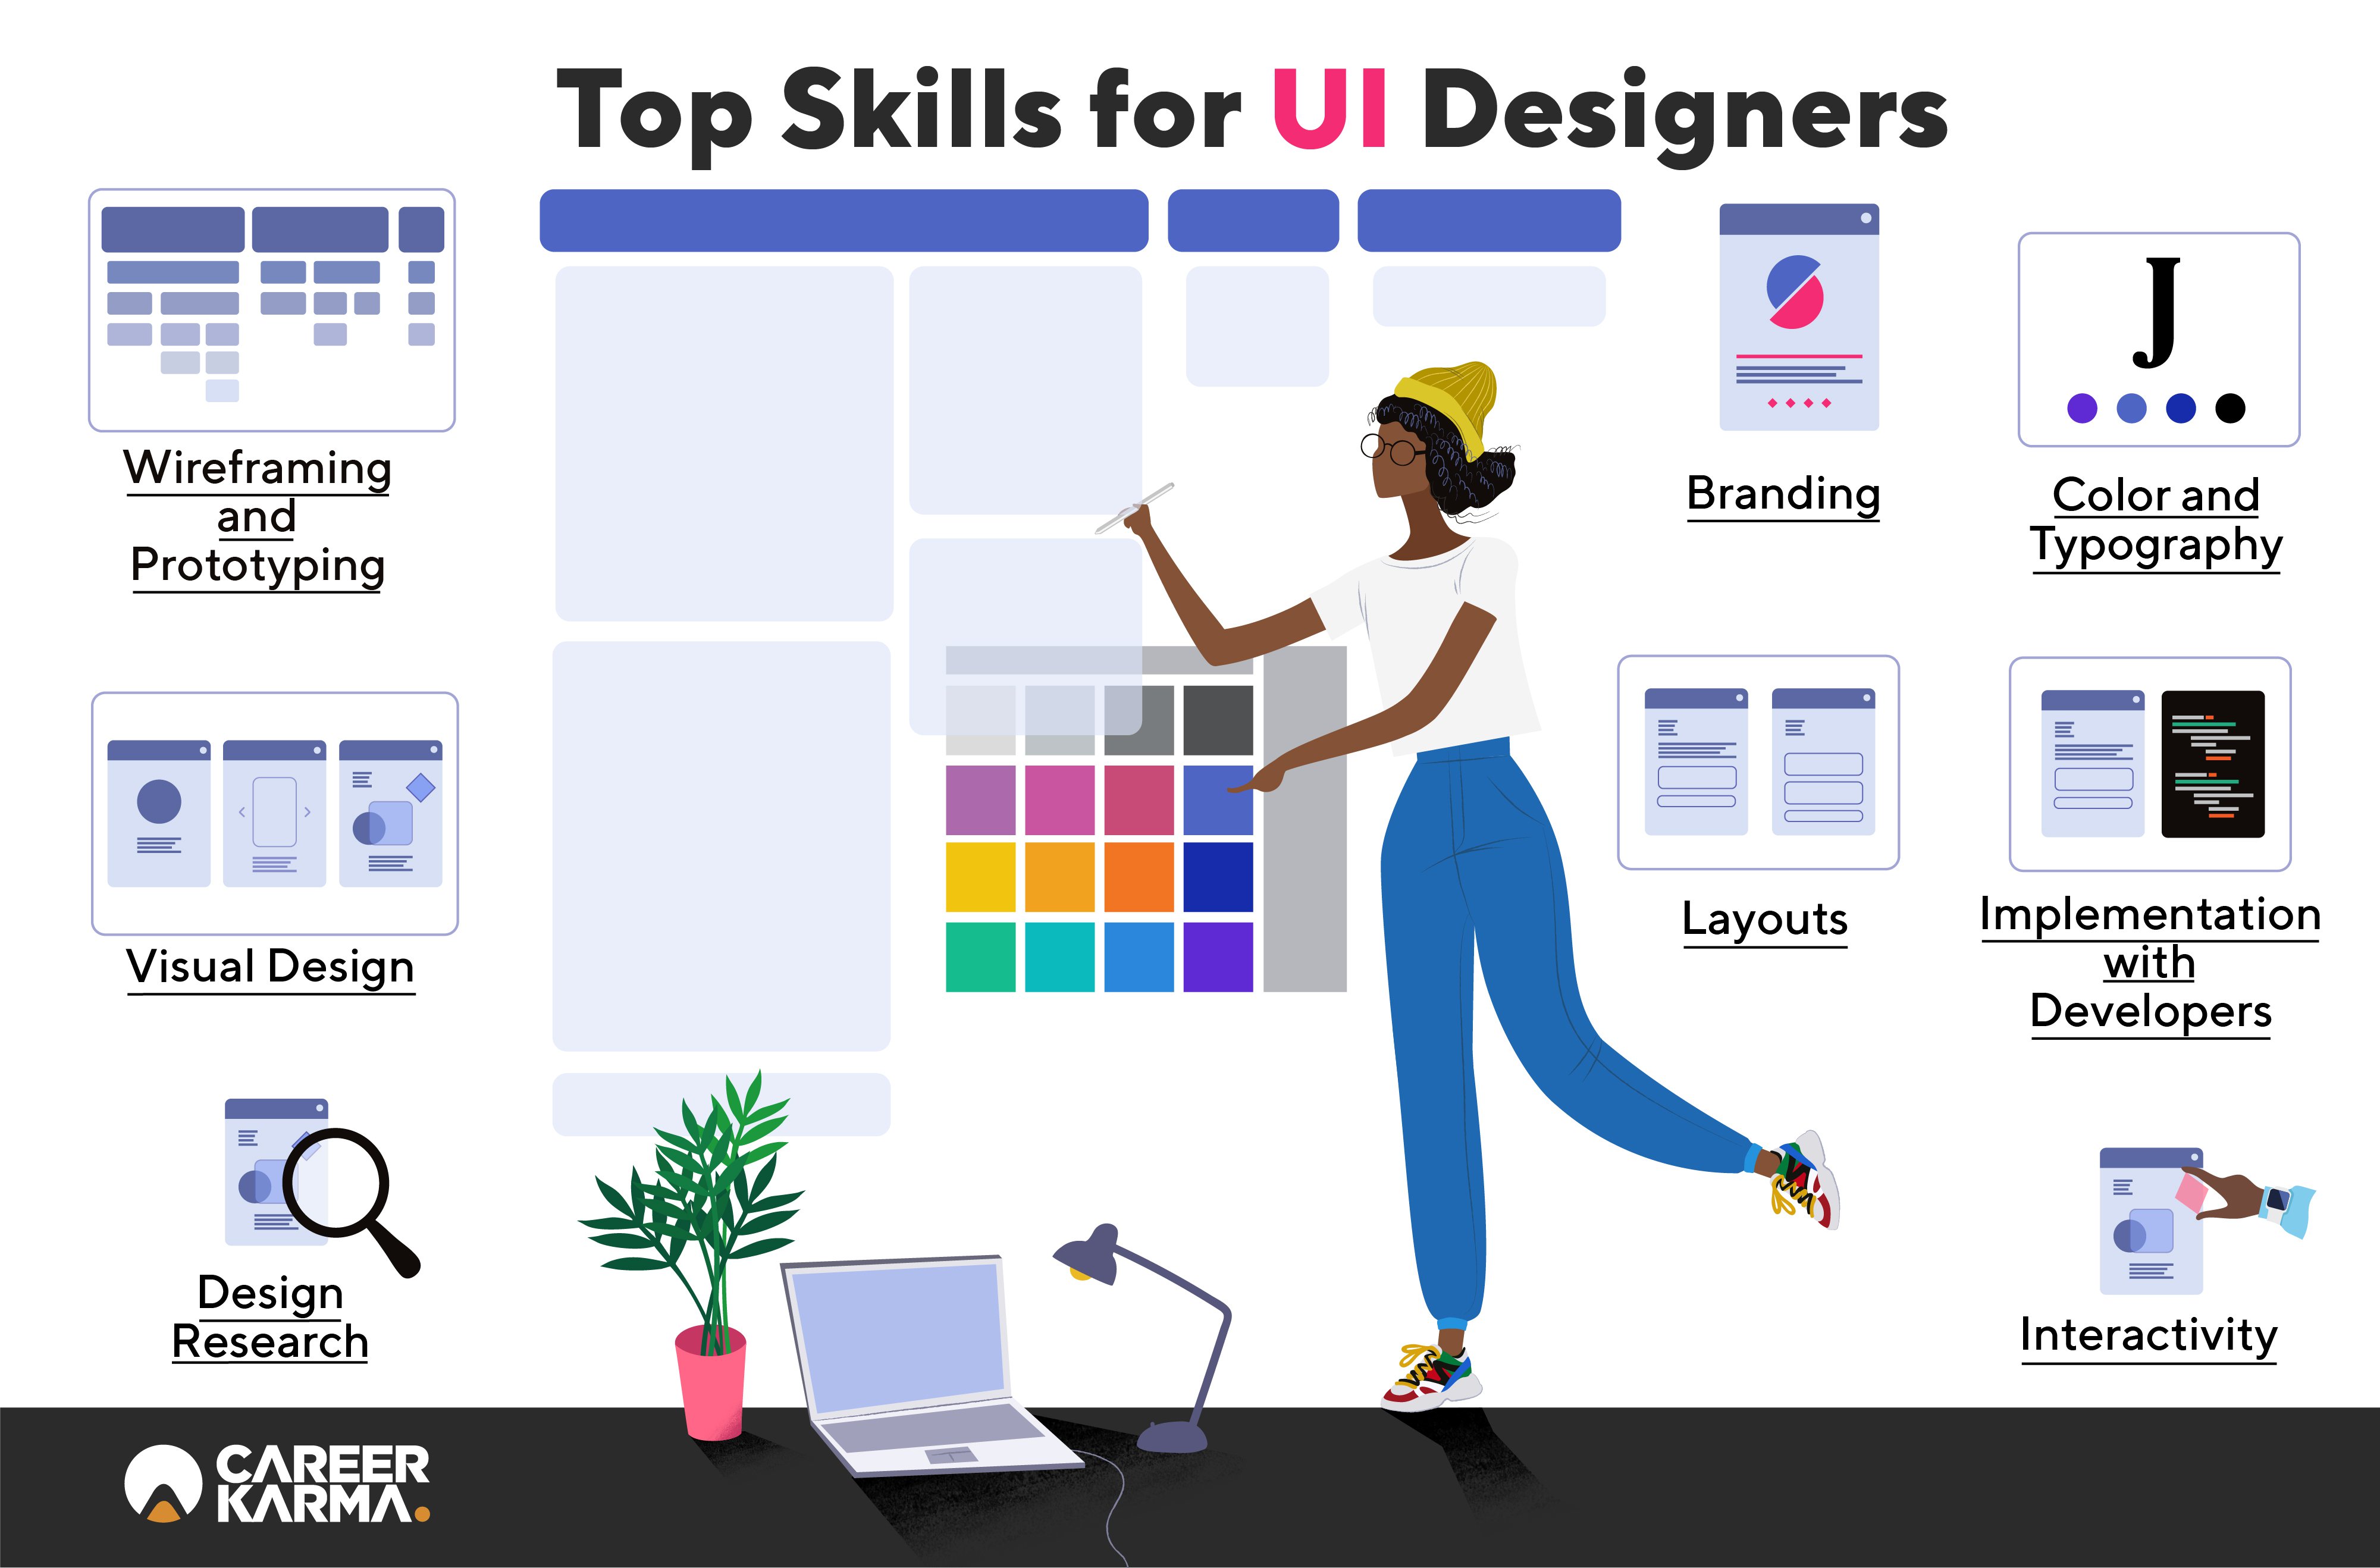 Top Skills for UI Designers
Wireframing
and
Prototyping
Branding
J
Color and
Typography
Visual Design
Layouts
Implementation
with
Developers
Design
Research
Interactivity
CAREER
KARMA.